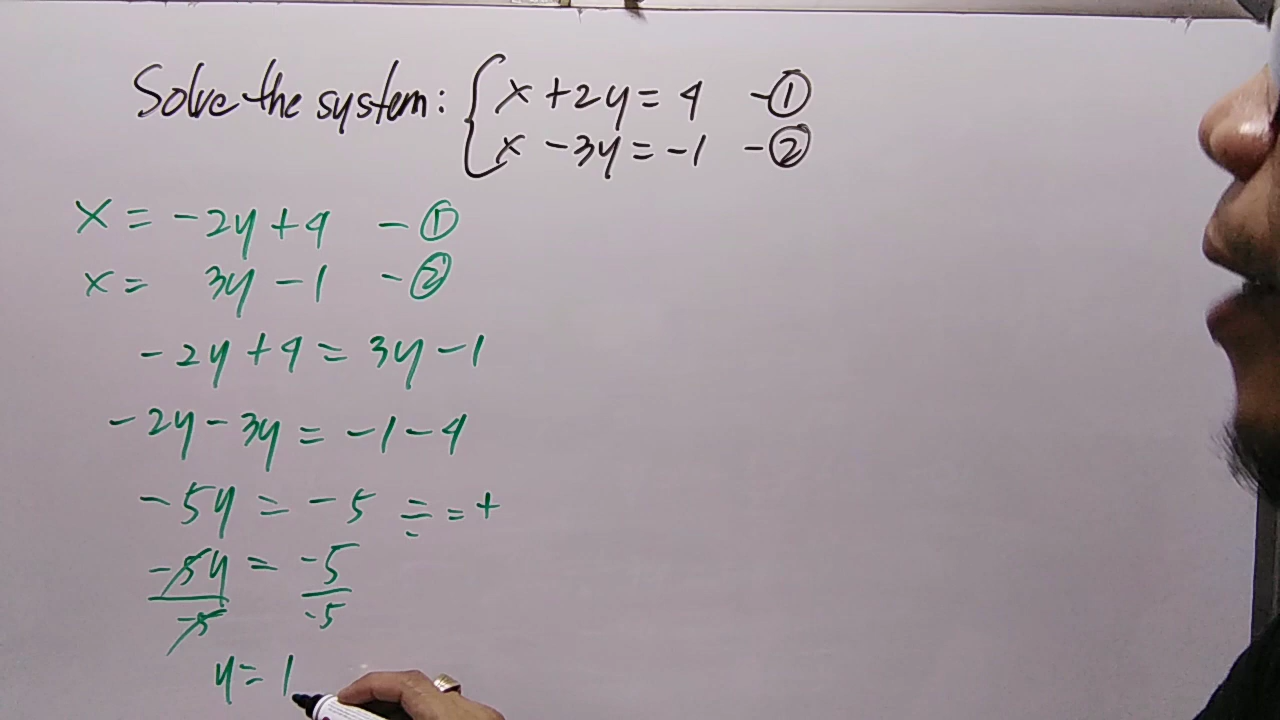 Solve the system: { x + 2y = 4 - ①
x - 3y = -1 - ②
x = -2y + 4 - ①
x = 3y - 1 - ②
-2y + 4 = 3y - 1
-2y - 3y = -1 - 4
-5y = -5 -/- = +
-5y/-5 = -5/-5
y = 1